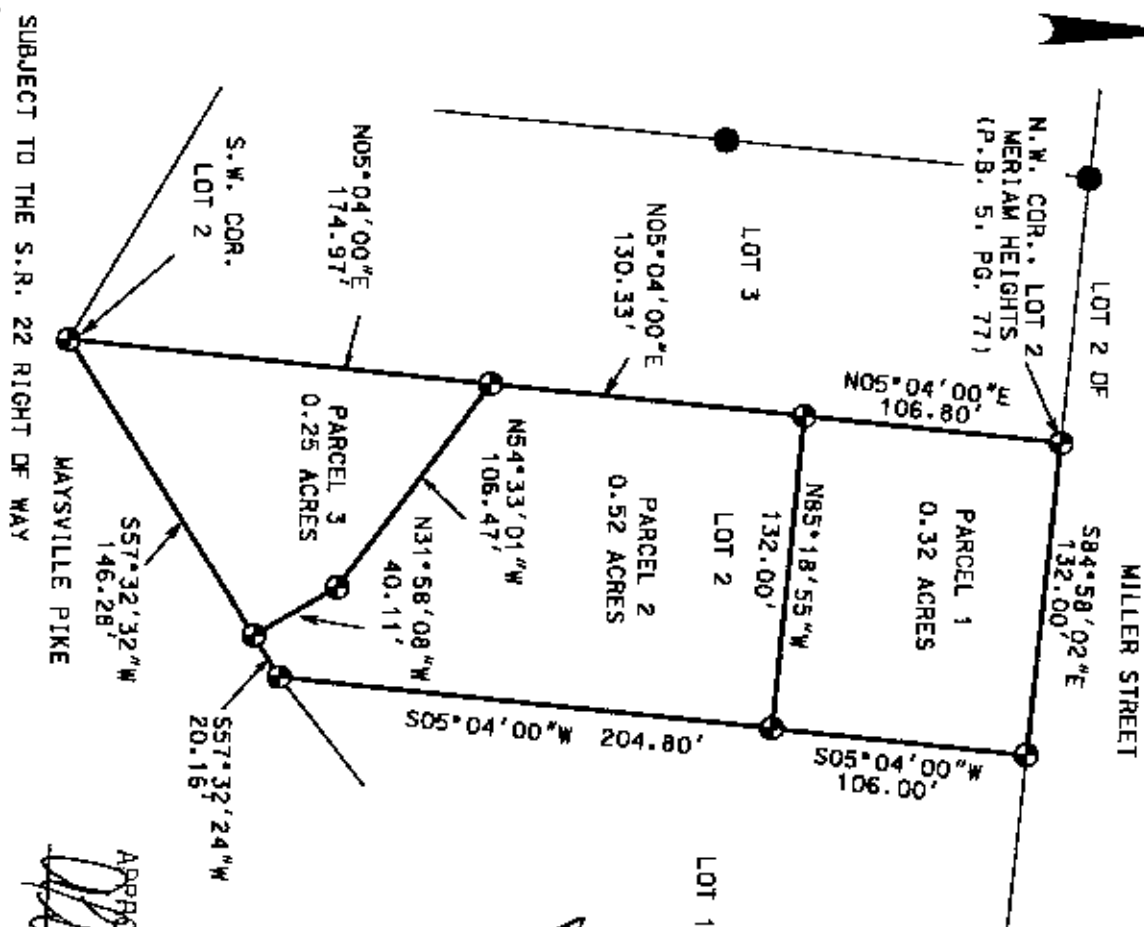 MILLER STREET
LOT 2 OF
N.W. COR., LOT 2
MERIAM HEIGHTS
(P.B. 5, PG. 77)
S84°58'02"E
132.00'
N05°04'00"E
106.80'
PARCEL 1
0.32 ACRES
S05°04'00"W
106.00'
N85°18'55"W
132.00'
LOT 3
N05°04'00"E
130.33'
LOT 2
PARCEL 2
0.52 ACRES
S05°04'00"W 204.80'
LOT 1
N54°33'01"W
106.47'
N31°58'08"W
40.11'
N05°04'00"E
174.97'
PARCEL 3
0.25 ACRES
S.W. COR.
LOT 2
S57°32'24"W
20.16'
S57°32'32"W
146.28'
MAYSVILLE PIKE
SUBJECT TO THE S.R. 22 RIGHT OF WAY